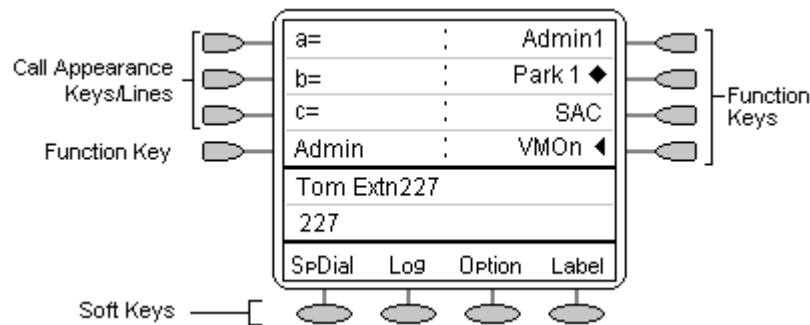 Call Appearance
Keys/Lines
Function Key
a= Admin1
b= Park 1 ◆
c= SAC
Admin VMOn ◀
Function
Keys
Tom Extn227
227
SpDial Log Option Label
Soft Keys